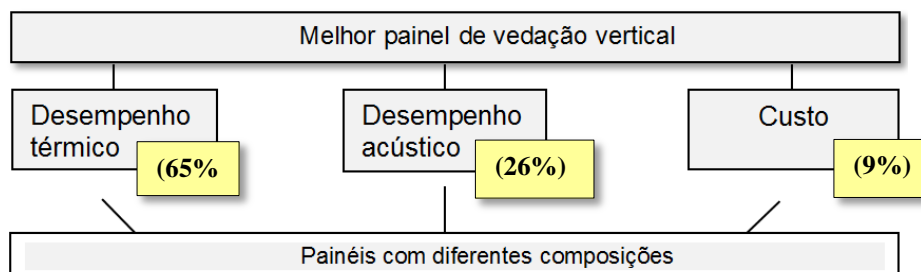 Melhor painel de vedação vertical
Desempenho
térmico
(65%
Desempenho
acústico
(26%)
Custo
(9%)
Painéis com diferentes composições